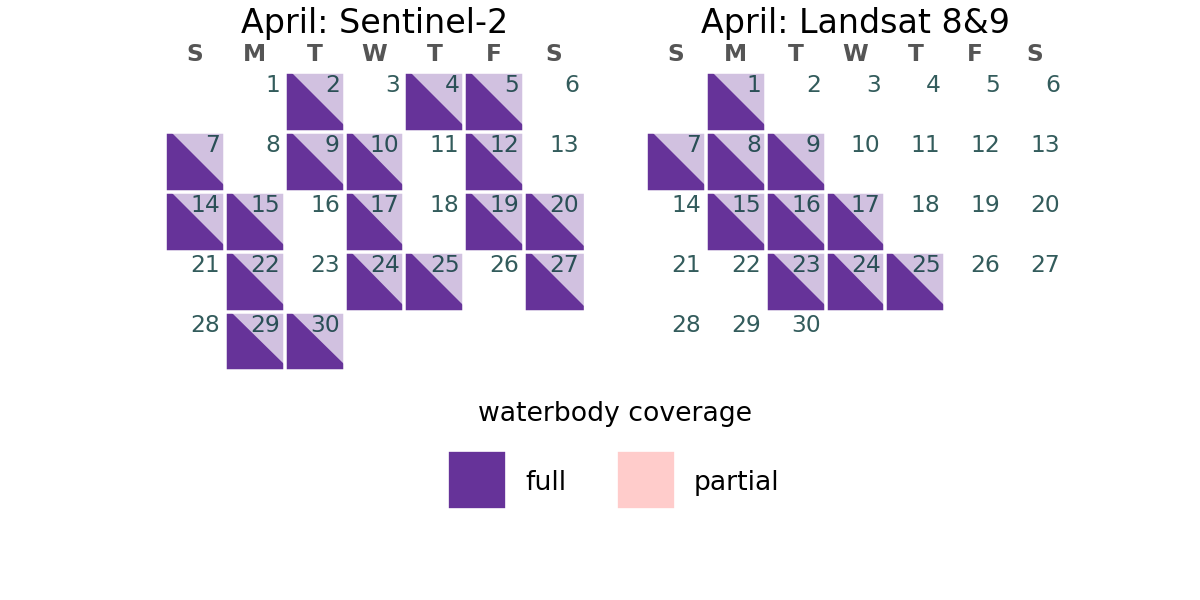 April: Sentinel-2
S M T W T F S
1 2 3 4 5 6
7 8 9 10 11 12 13
14 15 16 17 18 19 20
21 22 23 24 25 26 27
28 29 30
April: Landsat 8&9
S M T W T F S
1 2 3 4 5 6
7 8 9 10 11 12 13
14 15 16 17 18 19 20
21 22 23 24 25 26 27
28 29 30
waterbody coverage
full partial